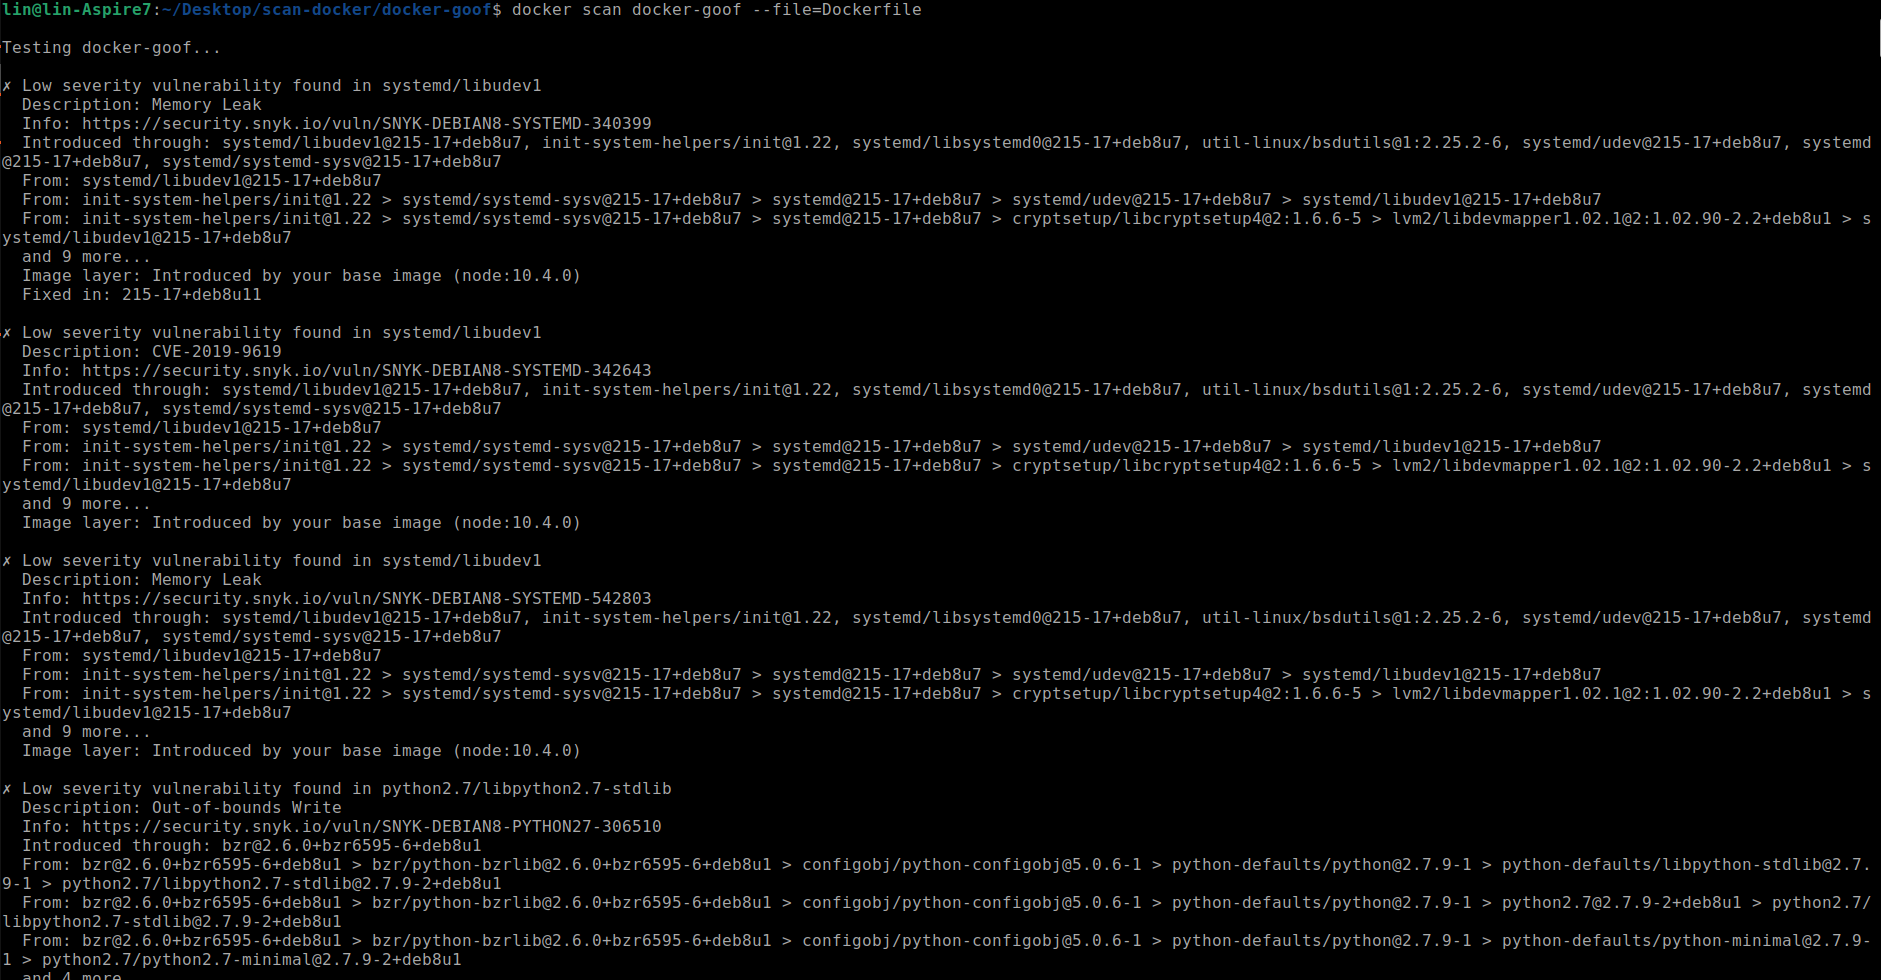 lin@lin-Aspire7:~/Desktop/scan-docker/docker-goof$ docker scan docker-goof --file=Dockerfile
Testing docker-goof...
✗ Low severity vulnerability found in systemd/libudev1
Description: Memory Leak
Info: https://security.snyk.io/vuln/SNYK-DEBIAN8-SYSTEMD-340399
Introduced through: systemd/libudev1@215-17+deb8u7, init-system-helpers/init@1.22, systemd/libsystemd0@215-17+deb8u7, util-linux/bsdutils@1:2.25.2-6, systemd/udev@215-17+deb8u7, systemd
@215-17+deb8u7, systemd/systemd-sysv@215-17+deb8u7
From: systemd/libudev1@215-17+deb8u7
From: init-system-helpers/init@1.22 > systemd/systemd-sysv@215-17+deb8u7 > systemd@215-17+deb8u7 > systemd/udev@215-17+deb8u7 > systemd/libudev1@215-17+deb8u7
From: init-system-helpers/init@1.22 > systemd/systemd-sysv@215-17+deb8u7 > systemd@215-17+deb8u7 > cryptsetup/libcryptsetup4@2:1.6.6-5 > lvm2/libdevmapper1.02.1@2:1.02.90-2.2+deb8u1 > s
ystemd/libudev1@215-17+deb8u7
and 9 more...
Image layer: Introduced by your base image (node:10.4.0)
Fixed in: 215-17+deb8u11
✗ Low severity vulnerability found in systemd/libudev1
Description: CVE-2019-9619
Info: https://security.snyk.io/vuln/SNYK-DEBIAN8-SYSTEMD-342643
Introduced through: systemd/libudev1@215-17+deb8u7, init-system-helpers/init@1.22, systemd/libsystemd0@215-17+deb8u7, util-linux/bsdutils@1:2.25.2-6, systemd/udev@215-17+deb8u7, systemd
@215-17+deb8u7, systemd/systemd-sysv@215-17+deb8u7
From: systemd/libudev1@215-17+deb8u7
From: init-system-helpers/init@1.22 > systemd/systemd-sysv@215-17+deb8u7 > systemd@215-17+deb8u7 > systemd/udev@215-17+deb8u7 > systemd/libudev1@215-17+deb8u7
From: init-system-helpers/init@1.22 > systemd/systemd-sysv@215-17+deb8u7 > systemd@215-17+deb8u7 > cryptsetup/libcryptsetup4@2:1.6.6-5 > lvm2/libdevmapper1.02.1@2:1.02.90-2.2+deb8u1 > s
ystemd/libudev1@215-17+deb8u7
and 9 more...
Image layer: Introduced by your base image (node:10.4.0)
✗ Low severity vulnerability found in systemd/libudev1
Description: Memory Leak
Info: https://security.snyk.io/vuln/SNYK-DEBIAN8-SYSTEMD-542803
Introduced through: systemd/libudev1@215-17+deb8u7, init-system-helpers/init@1.22, systemd/libsystemd0@215-17+deb8u7, util-linux/bsdutils@1:2.25.2-6, systemd/udev@215-17+deb8u7, systemd
@215-17+deb8u7, systemd/systemd-sysv@215-17+deb8u7
From: systemd/libudev1@215-17+deb8u7
From: init-system-helpers/init@1.22 > systemd/systemd-sysv@215-17+deb8u7 > systemd@215-17+deb8u7 > systemd/udev@215-17+deb8u7 > systemd/libudev1@215-17+deb8u7
From: init-system-helpers/init@1.22 > systemd/systemd-sysv@215-17+deb8u7 > systemd@215-17+deb8u7 > cryptsetup/libcryptsetup4@2:1.6.6-5 > lvm2/libdevmapper1.02.1@2:1.02.90-2.2+deb8u1 > s
ystemd/libudev1@215-17+deb8u7
and 9 more...
Image layer: Introduced by your base image (node:10.4.0)
✗ Low severity vulnerability found in python2.7/libpython2.7-stdlib
Description: Out-of-bounds Write
Info: https://security.snyk.io/vuln/SNYK-DEBIAN8-PYTHON27-306510
Introduced through: bzr@2.6.0+bzr6595-6+deb8u1
From: bzr@2.6.0+bzr6595-6+deb8u1 > bzr/python-bzrlib@2.6.0+bzr6595-6+deb8u1 > configobj/python-configobj@5.0.6-1 > python-defaults/python@2.7.9-1 > python-defaults/libpython-stdlib@2.7.
9-1 > python2.7/libpython2.7-stdlib@2.7.9-2+deb8u1
From: bzr@2.6.0+bzr6595-6+deb8u1 > bzr/python-bzrlib@2.6.0+bzr6595-6+deb8u1 > configobj/python-configobj@5.0.6-1 > python-defaults/python@2.7.9-1 > python2.7@2.7.9-2+deb8u1 > python2.7/
libpython2.7-stdlib@2.7.9-2+deb8u1
From: bzr@2.6.0+bzr6595-6+deb8u1 > bzr/python-bzrlib@2.6.0+bzr6595-6+deb8u1 > configobj/python-configobj@5.0.6-1 > python-defaults/python@2.7.9-1 > python-defaults/python-minimal@2.7.9-
1 > python2.7/python2.7-minimal@2.7.9-2+deb8u1
and 4 more